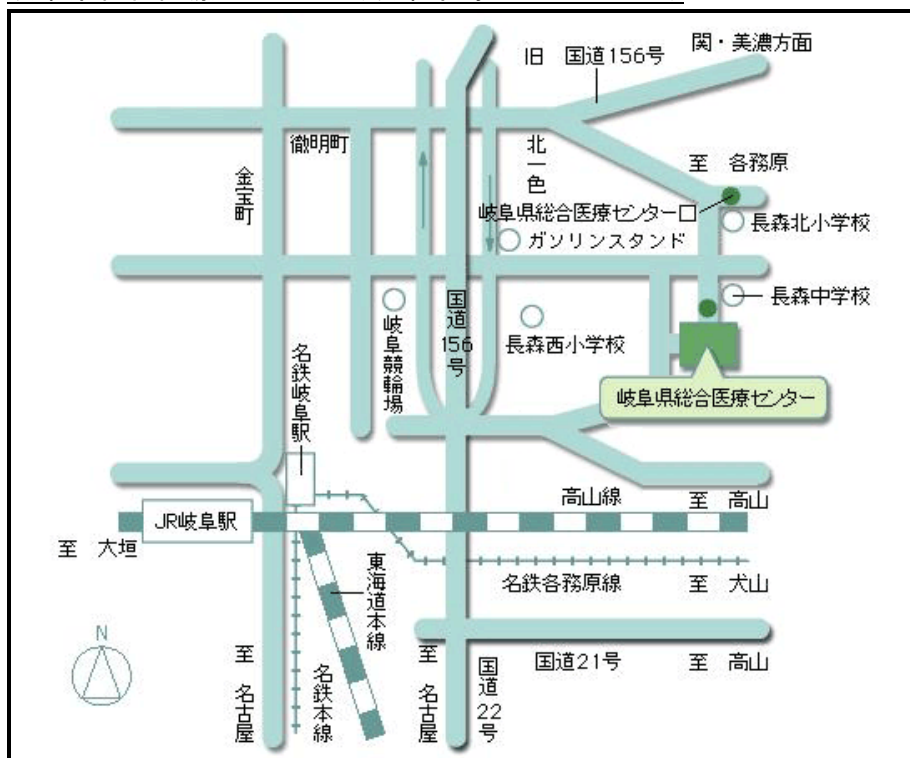 関・美濃方面
旧 国道156号
徹明町
北一色
至 各務原
金宝町
岐阜県総合医療センター口
長森北小学校
ガソリンスタンド
国道156号
長森中学校
岐阜競輪場
長森西小学校
名鉄岐阜駅
岐阜県総合医療センター
高山線
至 高山
JR岐阜駅
至 大垣
東海道本線
名鉄各務原線
至 犬山
N
至 名古屋
名鉄本線
至 名古屋
国道22号
国道21号
至 高山